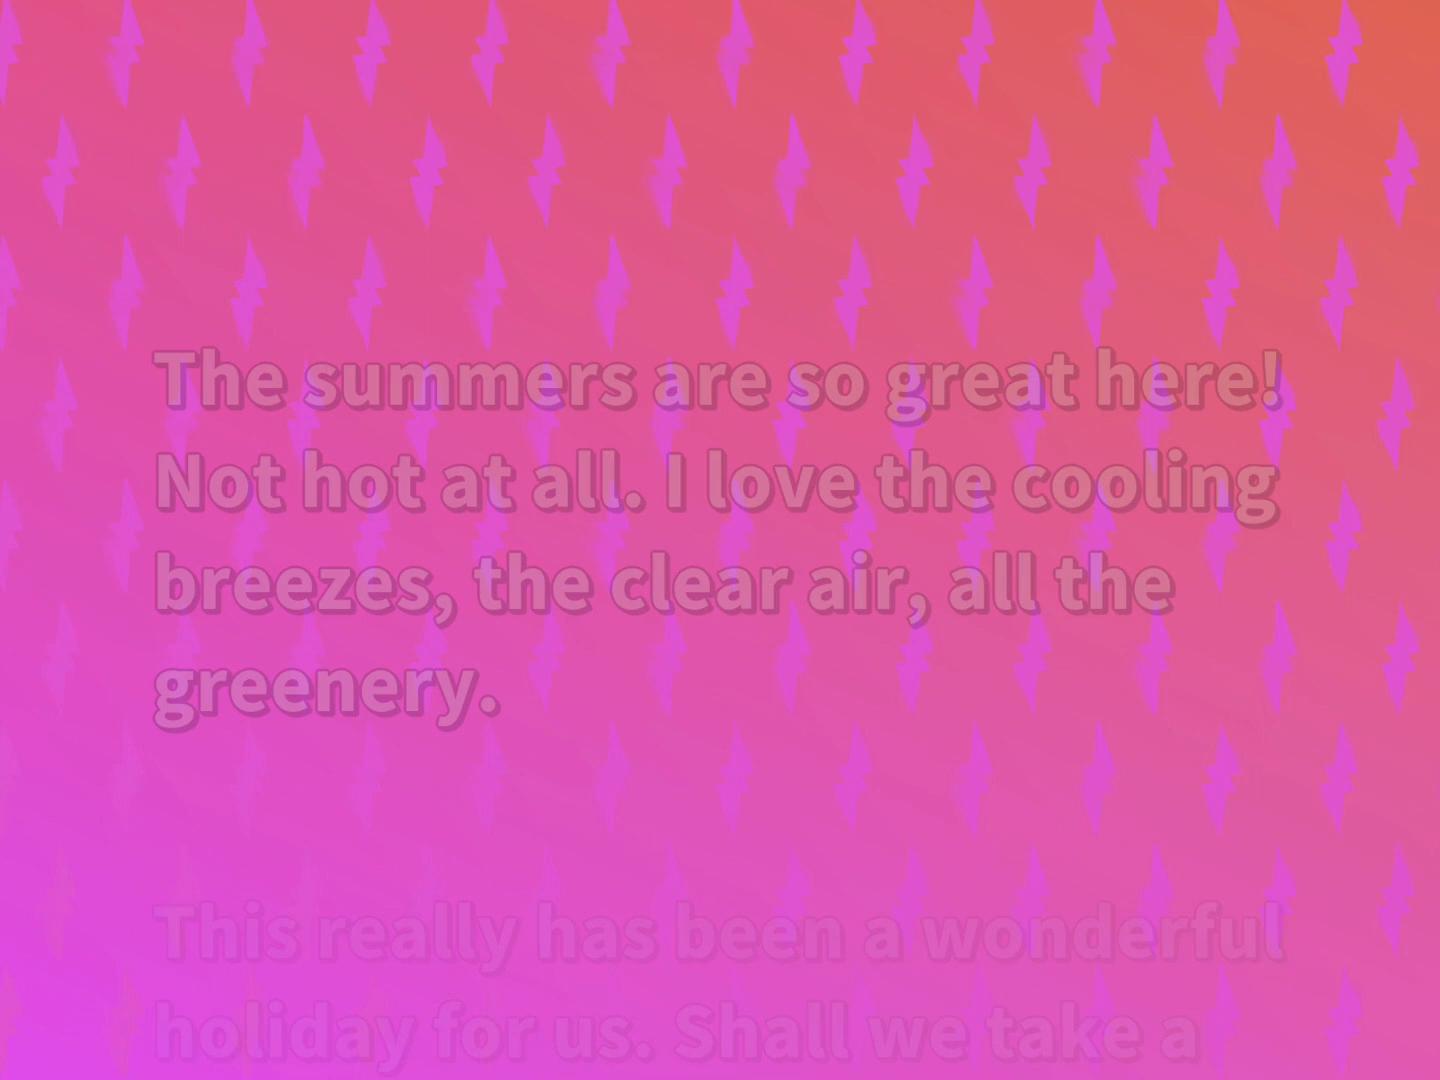 The summers are so great here!
Not hot at all. I love the cooling
breezes, the clear air, all the
greenery.
This really has been a wonderful
holiday for us. Shall we take a